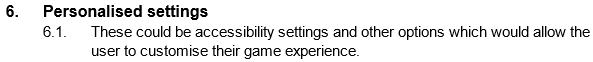 6. Personalised settings
6.1. These could be accessibility settings and other options which would allow the
user to customise their game experience.